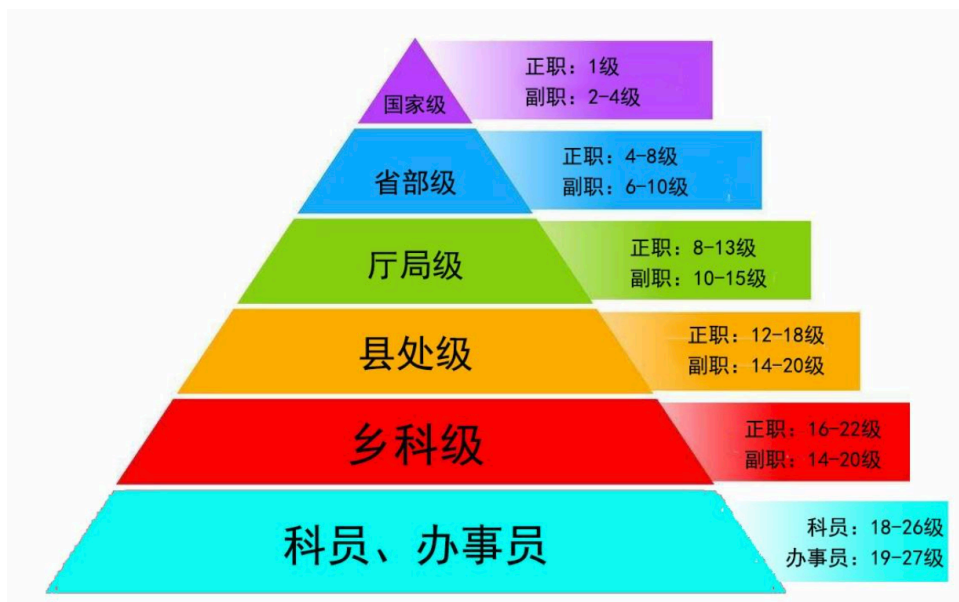 国家级
正职：1级
副职：2-4级
省部级
正职：4-8级
副职：6-10级
厅局级
正职：8-13级
副职：10-15级
县处级
正职：12-18级
副职：14-20级
乡科级
正职：16-22级
副职：14-20级
科员、办事员
科员：18-26级
办事员：19-27级